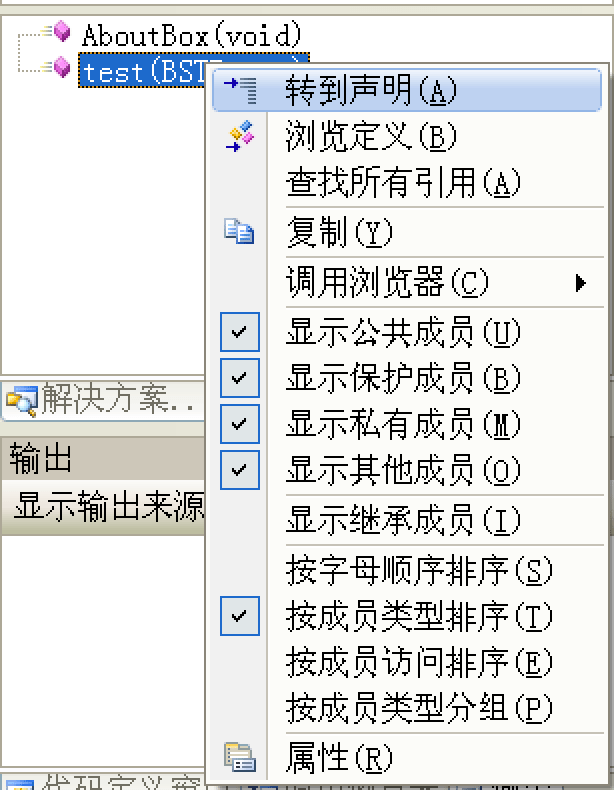 AboutBox(void)
test(BST
转到声明(A)
浏览定义(B)
查找所有引用(A)
复制(Y)
调用浏览器(C)
显示公共成员(U)
显示保护成员(B)
显示私有成员(M)
显示其他成员(O)
显示继承成员(I)
按字母顺序排序(S)
按成员类型排序(T)
按成员访问排序(E)
按成员类型分组(P)
属性(R)
解决方案..
输出
显示输出来源
代码定义窗